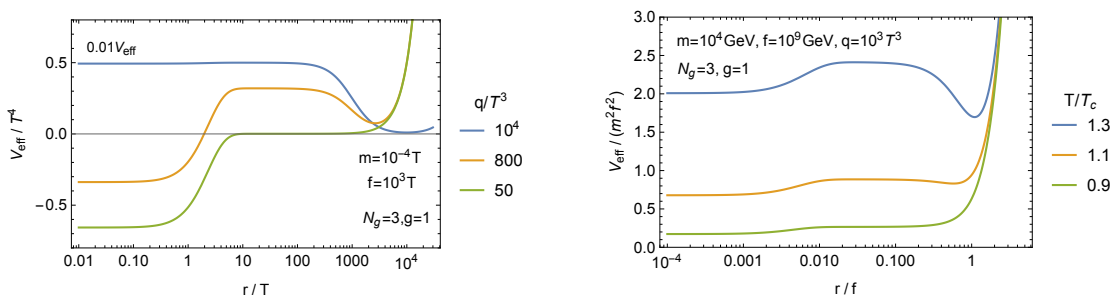 0.01V_eff
V_eff / T^4
0.5
0.0
-0.5
m=10^-4 T
f=10^3 T
N_g=3,g=1
0.01 0.10 1 10 100 1000 10^4
r / T
q/T^3
10^4
800
50
m=10^4 GeV, f=10^9 GeV, q=10^3 T^3
N_g=3, g=1
V_eff / (m^2 f^2)
3.0
2.5
2.0
1.5
1.0
0.5
0.0
10^-4 0.001 0.010 0.100 1
r / f
T/T_c
1.3
1.1
0.9